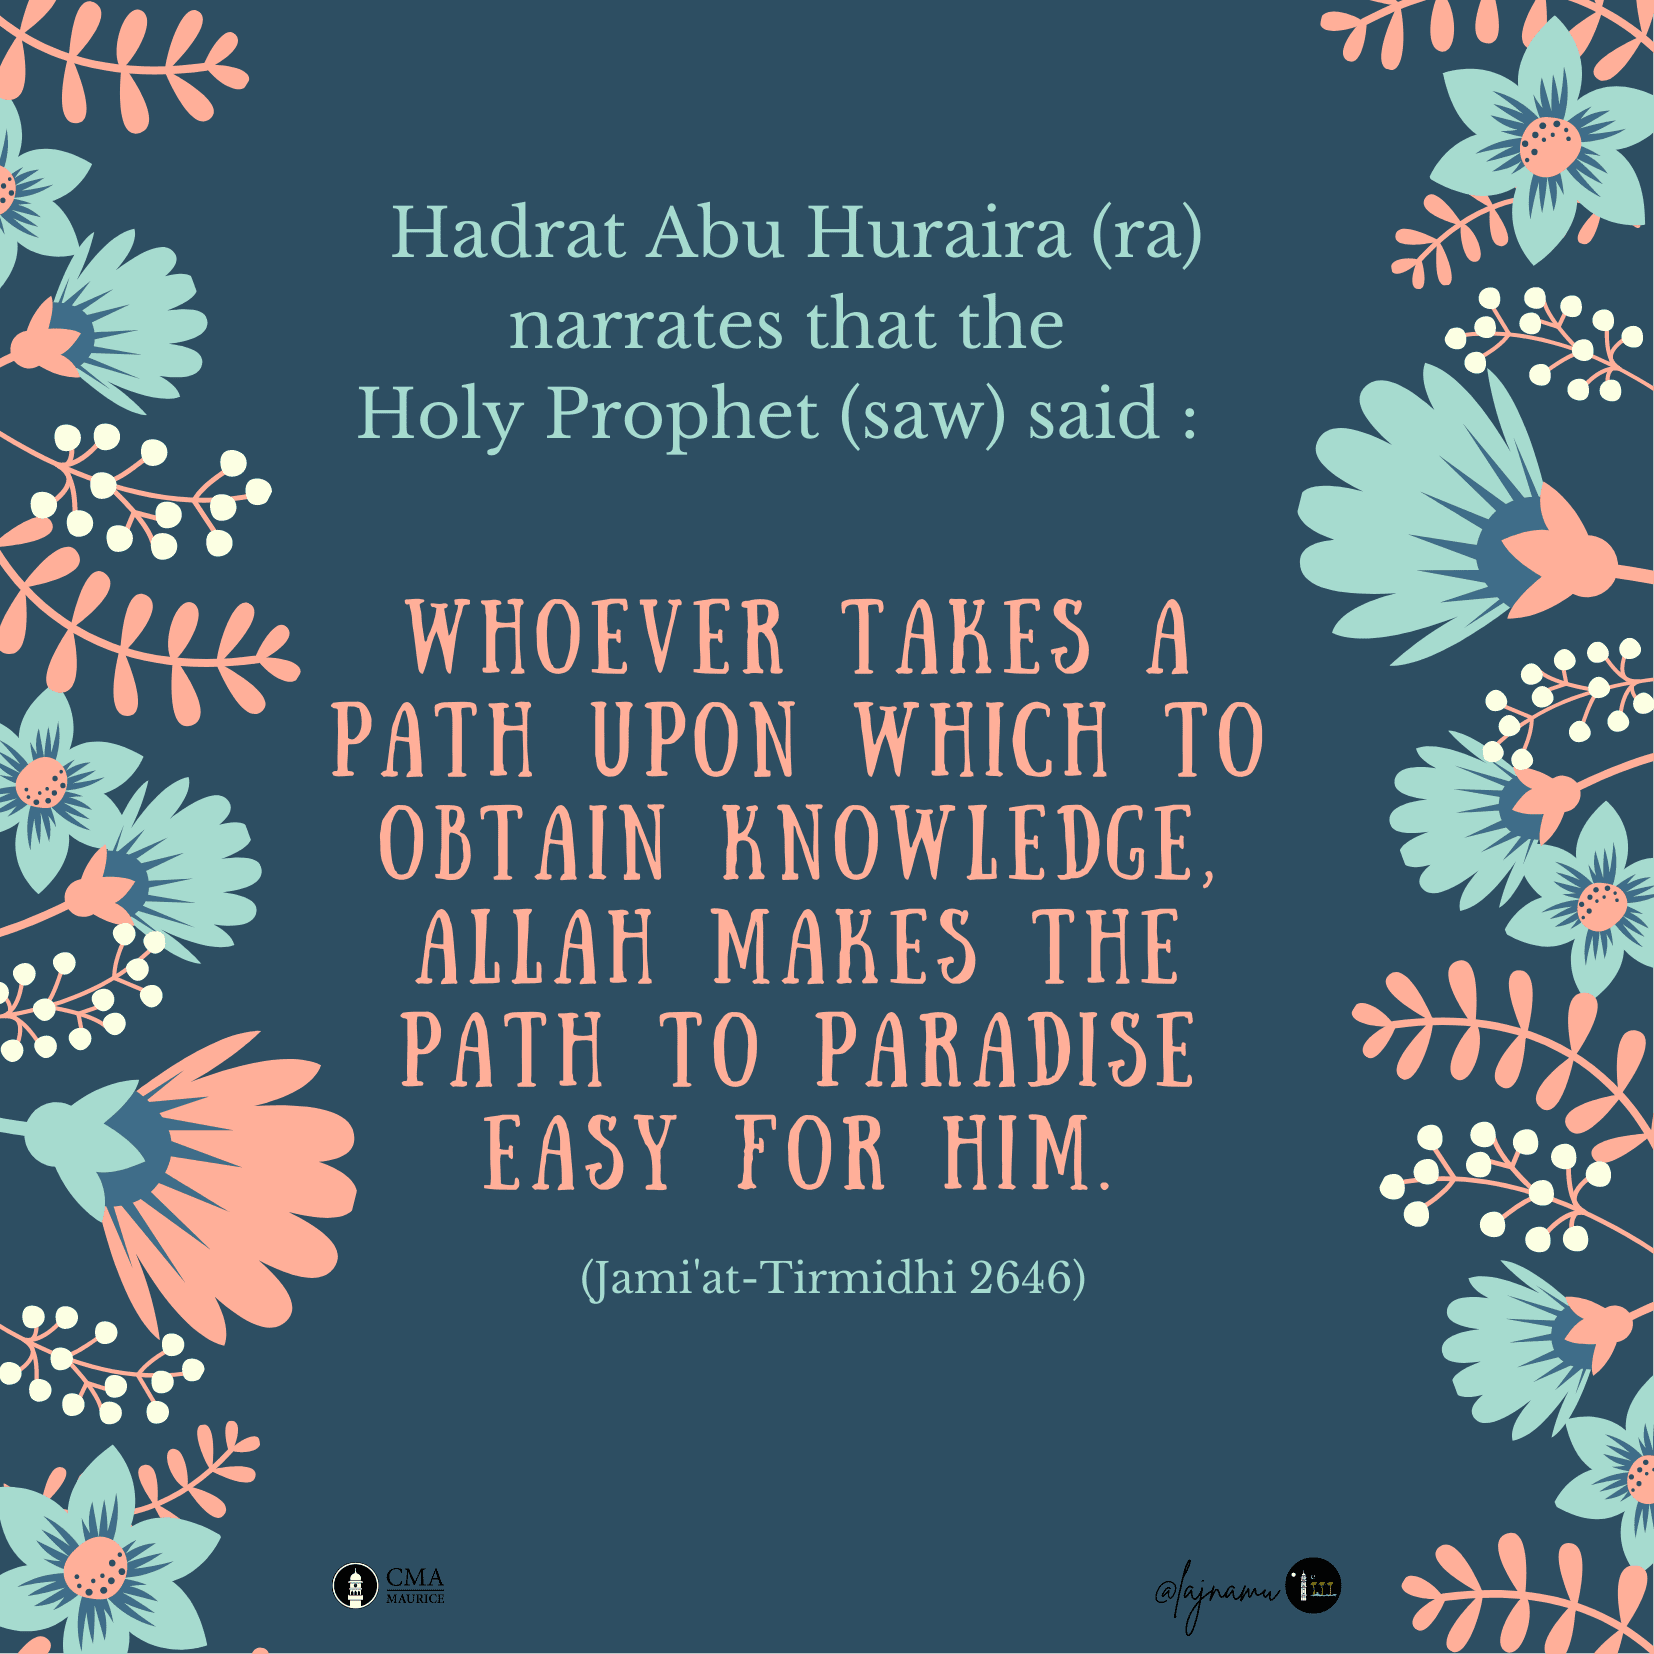 Hadrat Abu Huraira (ra)
narrates that the
Holy Prophet (saw) said :
WHOEVER TAKES A
PATH UPON WHICH TO
OBTAIN KNOWLEDGE,
ALLAH MAKES THE
PATH TO PARADISE
EASY FOR HIM.
(Jami'at-Tirmidhi 2646)
CMA
MAURICE
@lajnamu